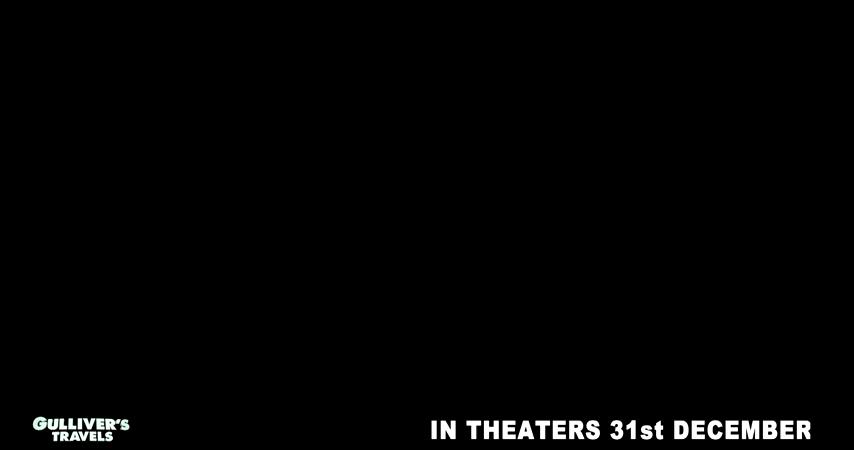 GULLIVER'S
TRAVELS
IN THEATERS 31st DECEMBER